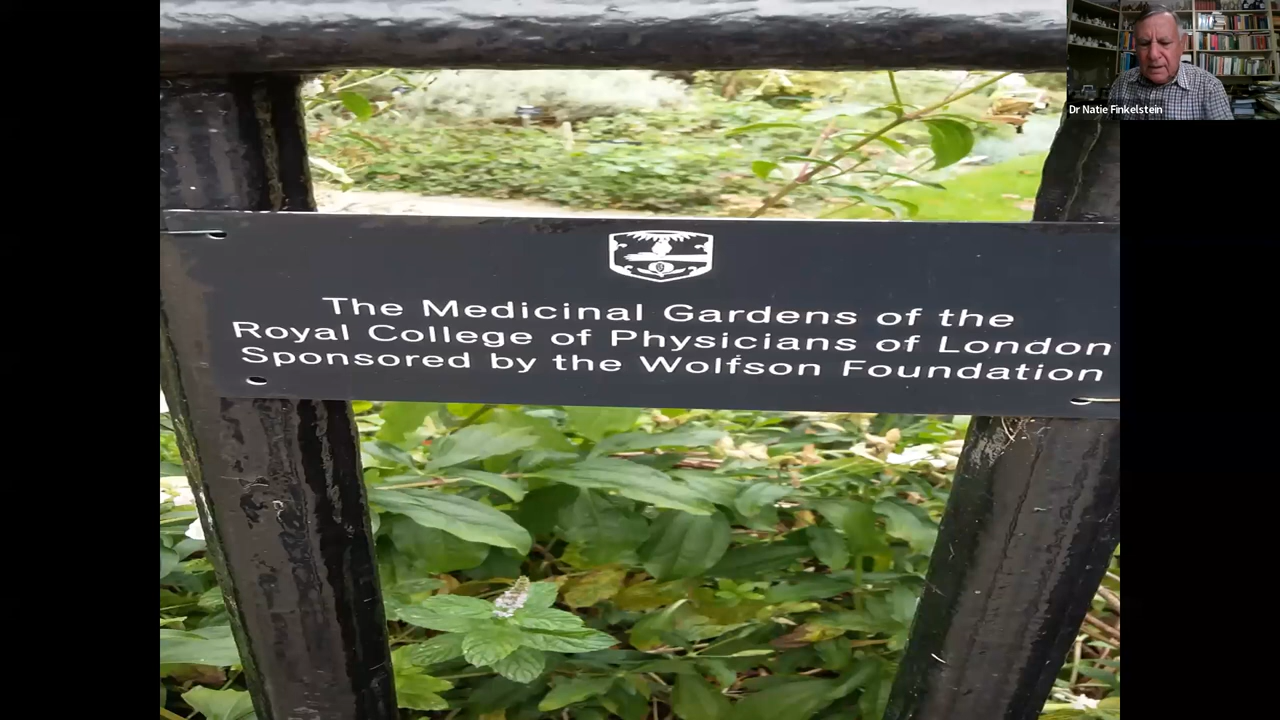 Dr Natie Finkelstein
The Medicinal Gardens of the
Royal College of Physicians of London
Sponsored by the Wolfson Foundation